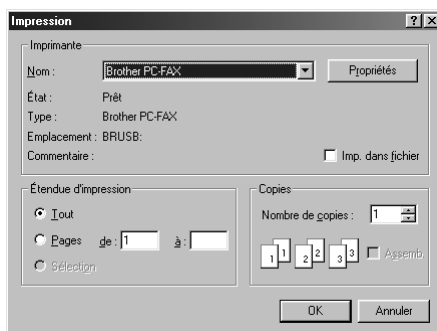 Impression
Imprimante
Nom : Brother PC-FAX Propriétés
État : Prêt
Type : Brother PC-FAX
Emplacement : BRUSB:
Commentaire : Imp. dans fichier
Étendue d'impression
Tout
Pages de : 1 à :
Sélection
Copies
Nombre de copies : 1
1 1 2 2 3 3 Assemb.
OK Annuler